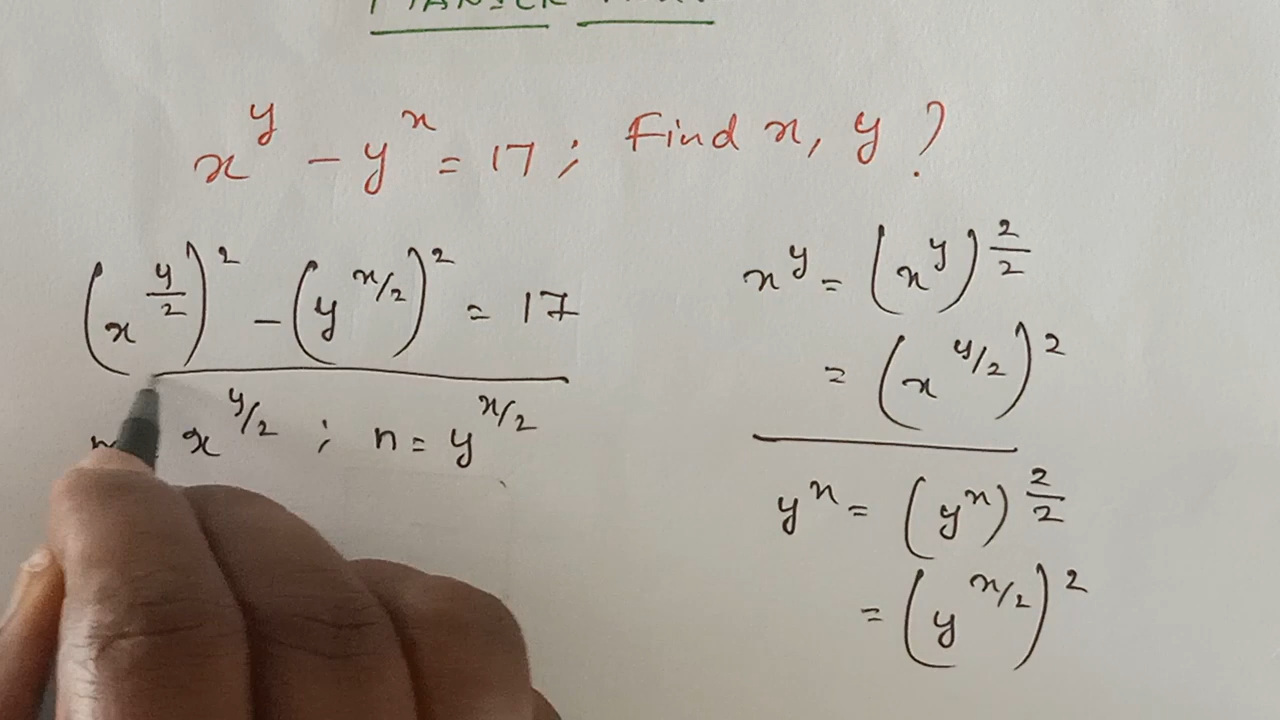 x^y - y^x = 17; Find x, y?
(x^(y/2))^2 - (y^(x/2))^2 = 17
x^(y/2) ; n = y^(x/2)
x^y = (x^y)^(2/2)
= (x^(y/2))^2
y^x = (y^x)^(2/2)
= (y^(x/2))^2